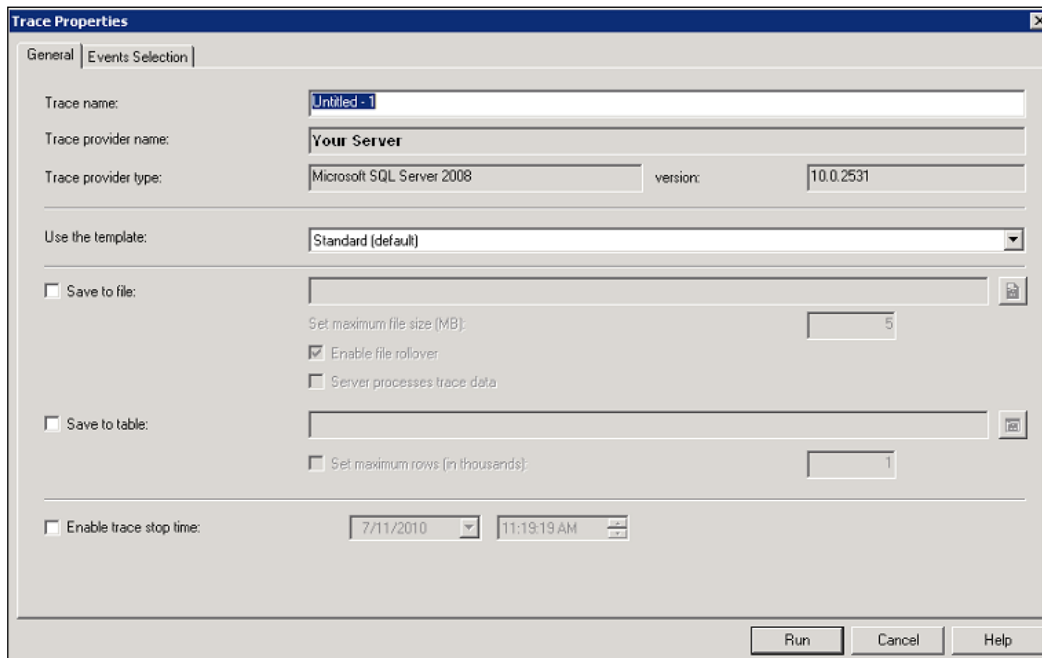 Trace Properties
General Events Selection
Trace name: Untitled - 1
Trace provider name: Your Server
Trace provider type: Microsoft SQL Server 2008 version: 10.0.2531
Use the template: Standard (default)
Save to file:
Set maximum file size (MB): 5
Enable file rollover
Server processes trace data
Save to table:
Set maximum rows (in thousands): 1
Enable trace stop time: 7/11/2010 11:19:19 AM
Run Cancel Help